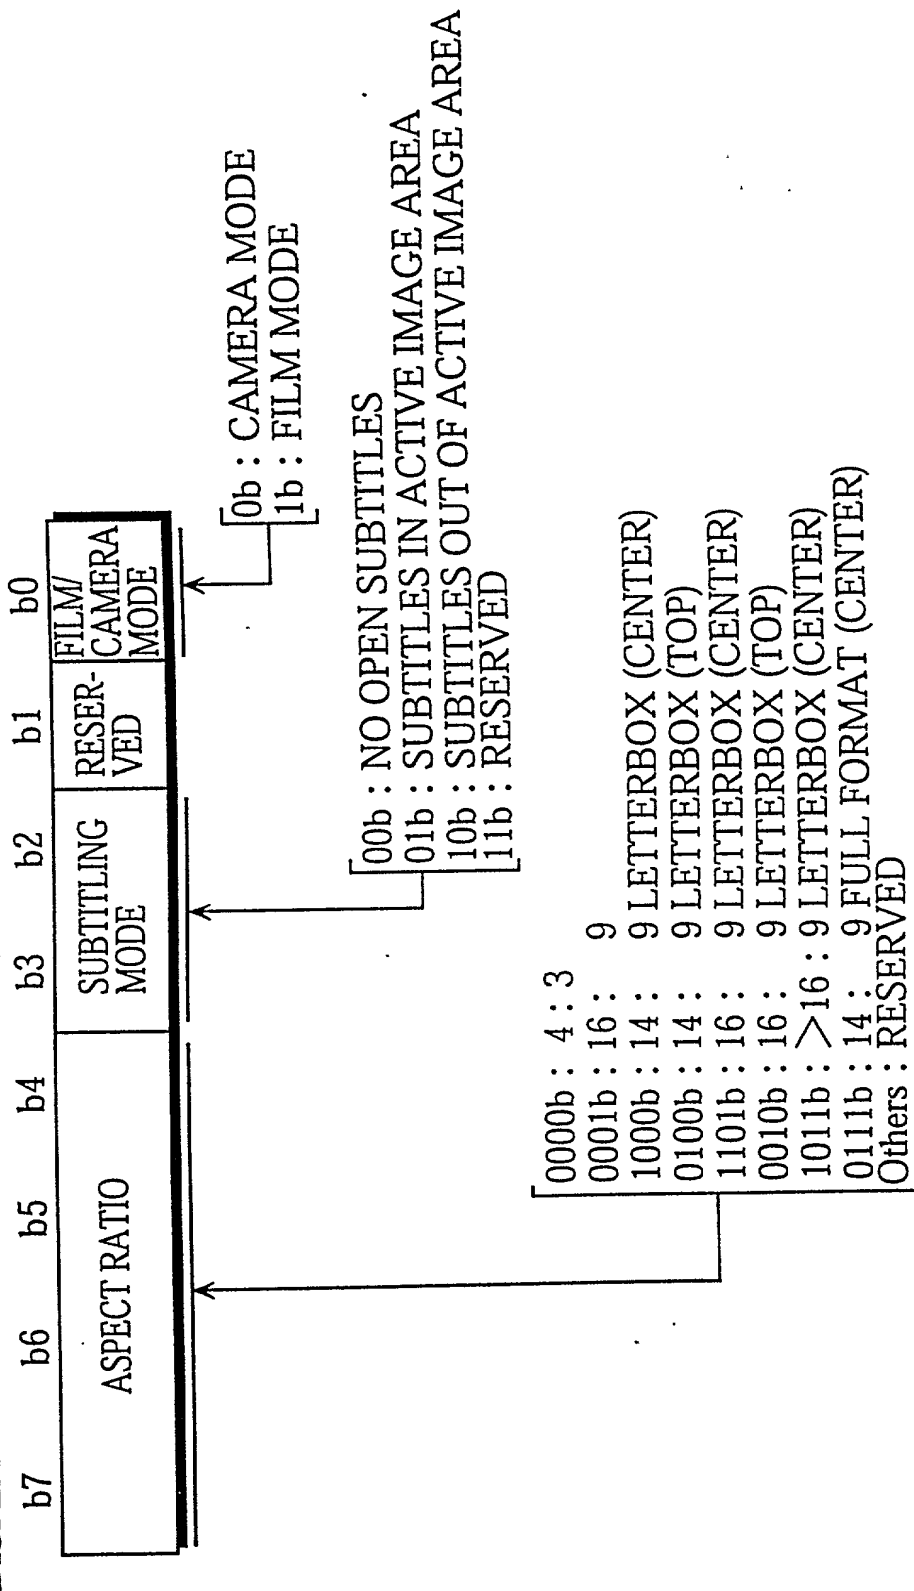 b7 b6 b5 b4 b3 b2 b1 b0
ASPECT RATIO
SUBTITLING
MODE
RESER-
VED
FILM/
CAMERA
MODE
0b : CAMERA MODE
1b : FILM MODE
00b : NO OPEN SUBTITLES
01b : SUBTITLES IN ACTIVE IMAGE AREA
10b : SUBTITLES OUT OF ACTIVE IMAGE AREA
11b : RESERVED
0000b : 4 : 3
0001b : 16 : 9
1000b : 14 : 9 LETTERBOX (CENTER)
0100b : 14 : 9 LETTERBOX (TOP)
1101b : 16 : 9 LETTERBOX (CENTER)
0010b : 16 : 9 LETTERBOX (TOP)
1011b : >16 : 9 LETTERBOX (CENTER)
0111b : 14 : 9 FULL FORMAT (CENTER)
Others : RESERVED